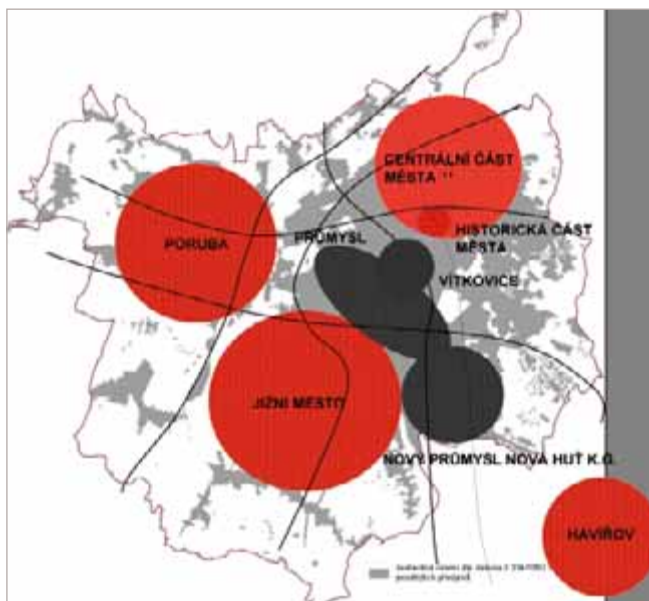 CENTRÁLNÍ ČÁST
MĚSTA
HISTORICKÁ ČÁST
MĚSTA
PORUBA
PRŮMYSL
VÍTKOVICE
JIŽNÍ MĚSTO
NOVÝ PRŮMYSL NOVÁ HUŤ K.G.
HAVÍŘOV